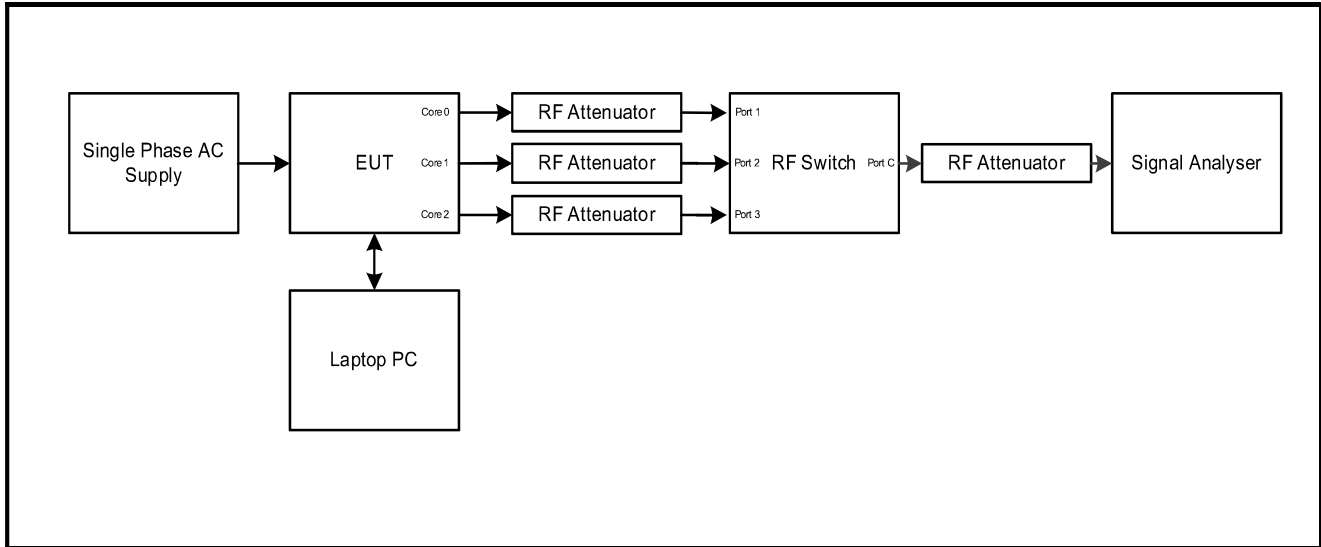 Single Phase AC
Supply
EUT
Core 0
Core 1
Core 2
RF Attenuator
RF Attenuator
RF Attenuator
Port 1
Port 2
Port 3
RF Switch
Port C
RF Attenuator
Signal Analyser
Laptop PC